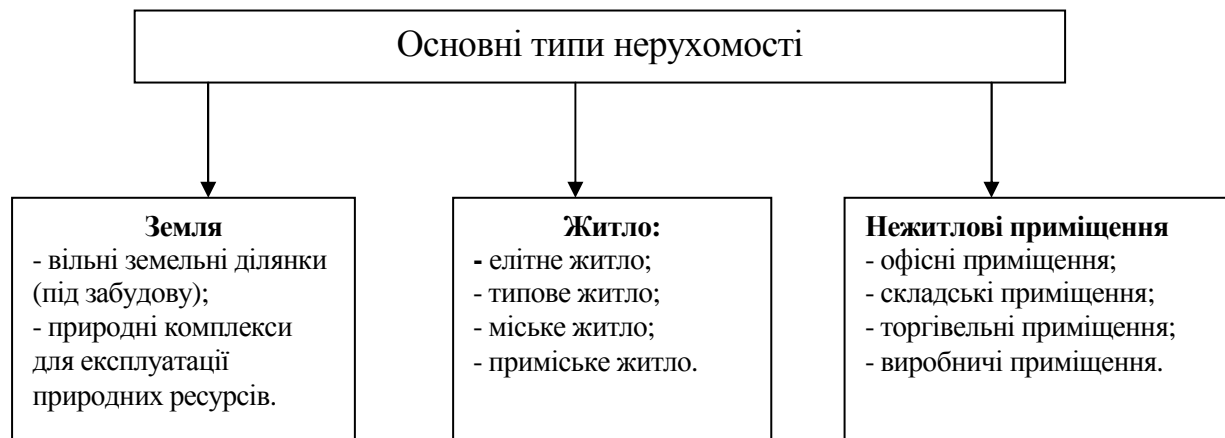 Основні типи нерухомості
Земля
- вільні земельні ділянки
(під забудову);
- природні комплекси
для експлуатації
природних ресурсів.
Житло:
- елітне житло;
- типове житло;
- міське житло;
- приміське житло.
Нежитлові приміщення
- офісні приміщення;
- складські приміщення;
- торгівельні приміщення;
- виробничі приміщення.